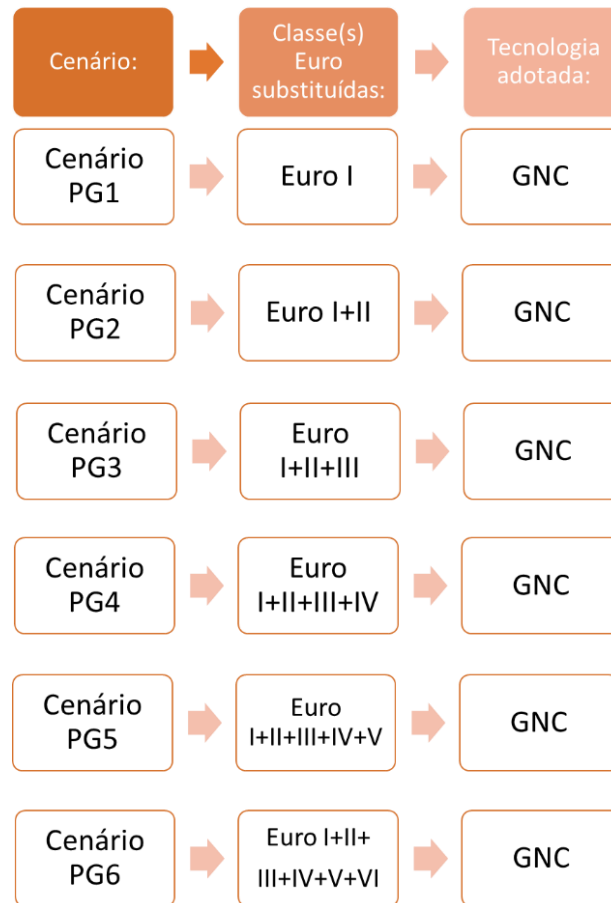 Cenário:
Classe(s)
Euro
substituídas:
Tecnologia
adotada:
Cenário
PG1
Euro I
GNC
Cenário
PG2
Euro I+II
GNC
Cenário
PG3
Euro
I+II+III
GNC
Cenário
PG4
Euro
I+II+III+IV
GNC
Cenário
PG5
Euro
I+II+III+IV+V
GNC
Cenário
PG6
Euro I+II+
III+IV+V+VI
GNC